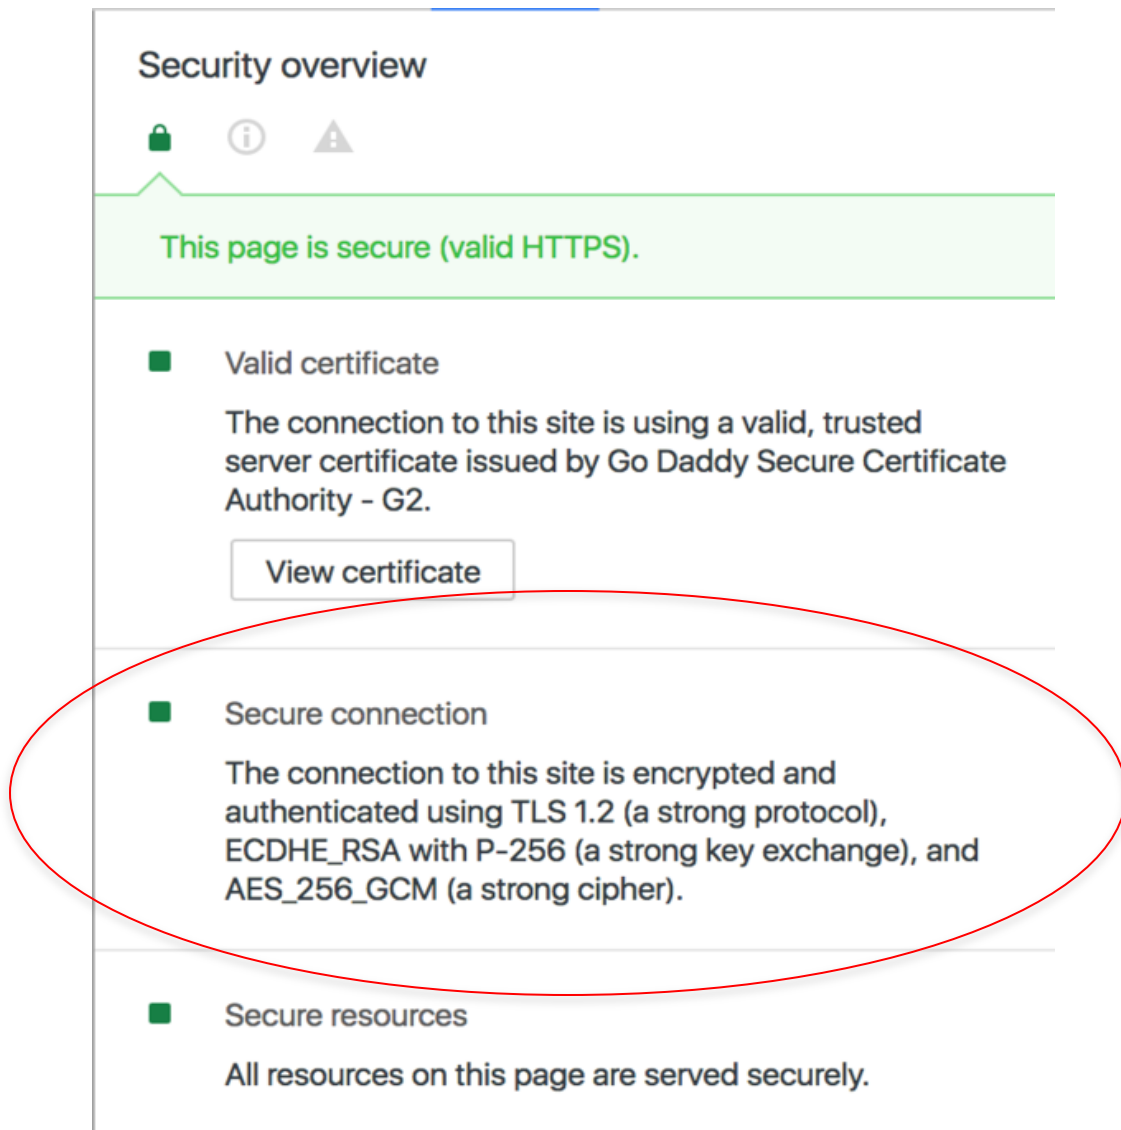 Security overview
This page is secure (valid HTTPS).
Valid certificate
The connection to this site is using a valid, trusted
server certificate issued by Go Daddy Secure Certificate
Authority - G2.
View certificate
Secure connection
The connection to this site is encrypted and
authenticated using TLS 1.2 (a strong protocol),
ECDHE_RSA with P-256 (a strong key exchange), and
AES_256_GCM (a strong cipher).
Secure resources
All resources on this page are served securely.